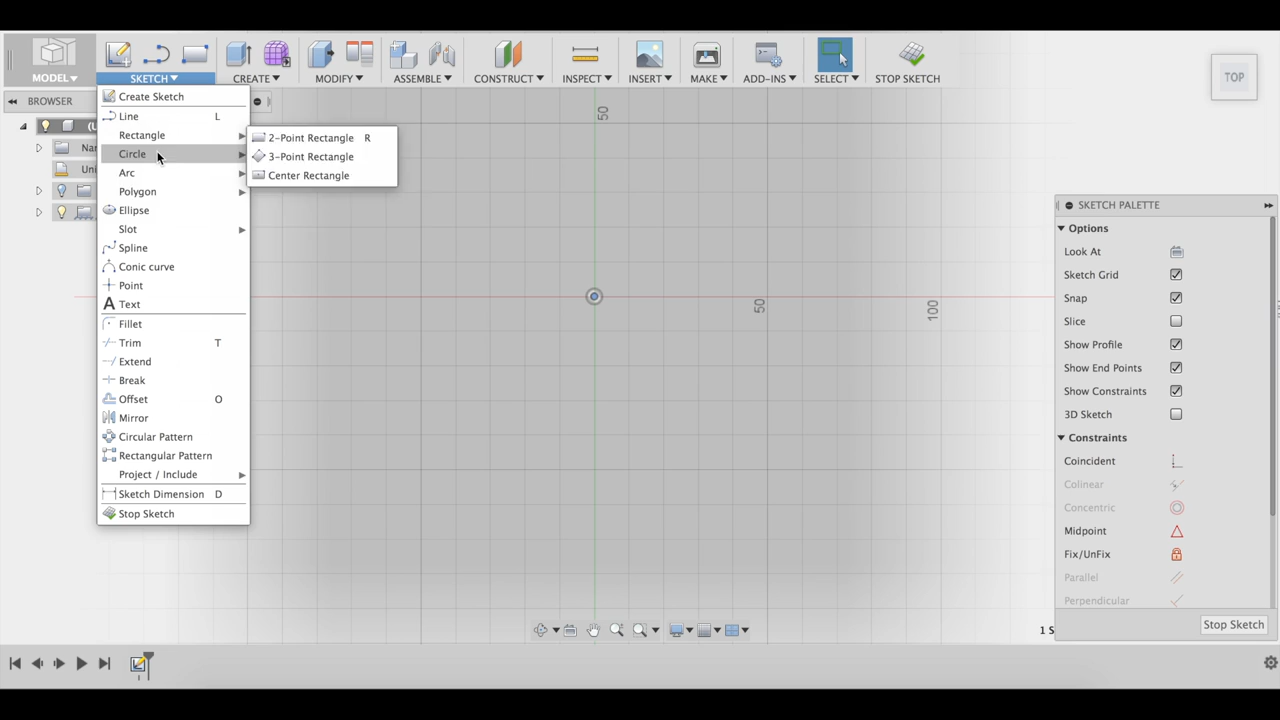 MODEL▾
SKETCH▾
CREATE▾
MODIFY▾
ASSEMBLE▾
CONSTRUCT▾
INSPECT▾
INSERT▾
MAKE▾
ADD-INS▾
SELECT▾
STOP SKETCH
BROWSER
(U
Nar
Uni
Create Sketch
Line L
Rectangle
Circle
Arc
Polygon
Ellipse
Slot
Spline
Conic curve
Point
A Text
Fillet
Trim T
Extend
Break
Offset O
Mirror
Circular Pattern
Rectangular Pattern
Project / Include
Sketch Dimension D
Stop Sketch
2-Point Rectangle R
3-Point Rectangle
Center Rectangle
50
50
100
TOP
SKETCH PALETTE
Options
Look At
Sketch Grid
Snap
Slice
Show Profile
Show End Points
Show Constraints
3D Sketch
Constraints
Coincident
Colinear
Concentric
Midpoint
Fix/UnFix
Parallel
Perpendicular
Stop Sketch
1 S